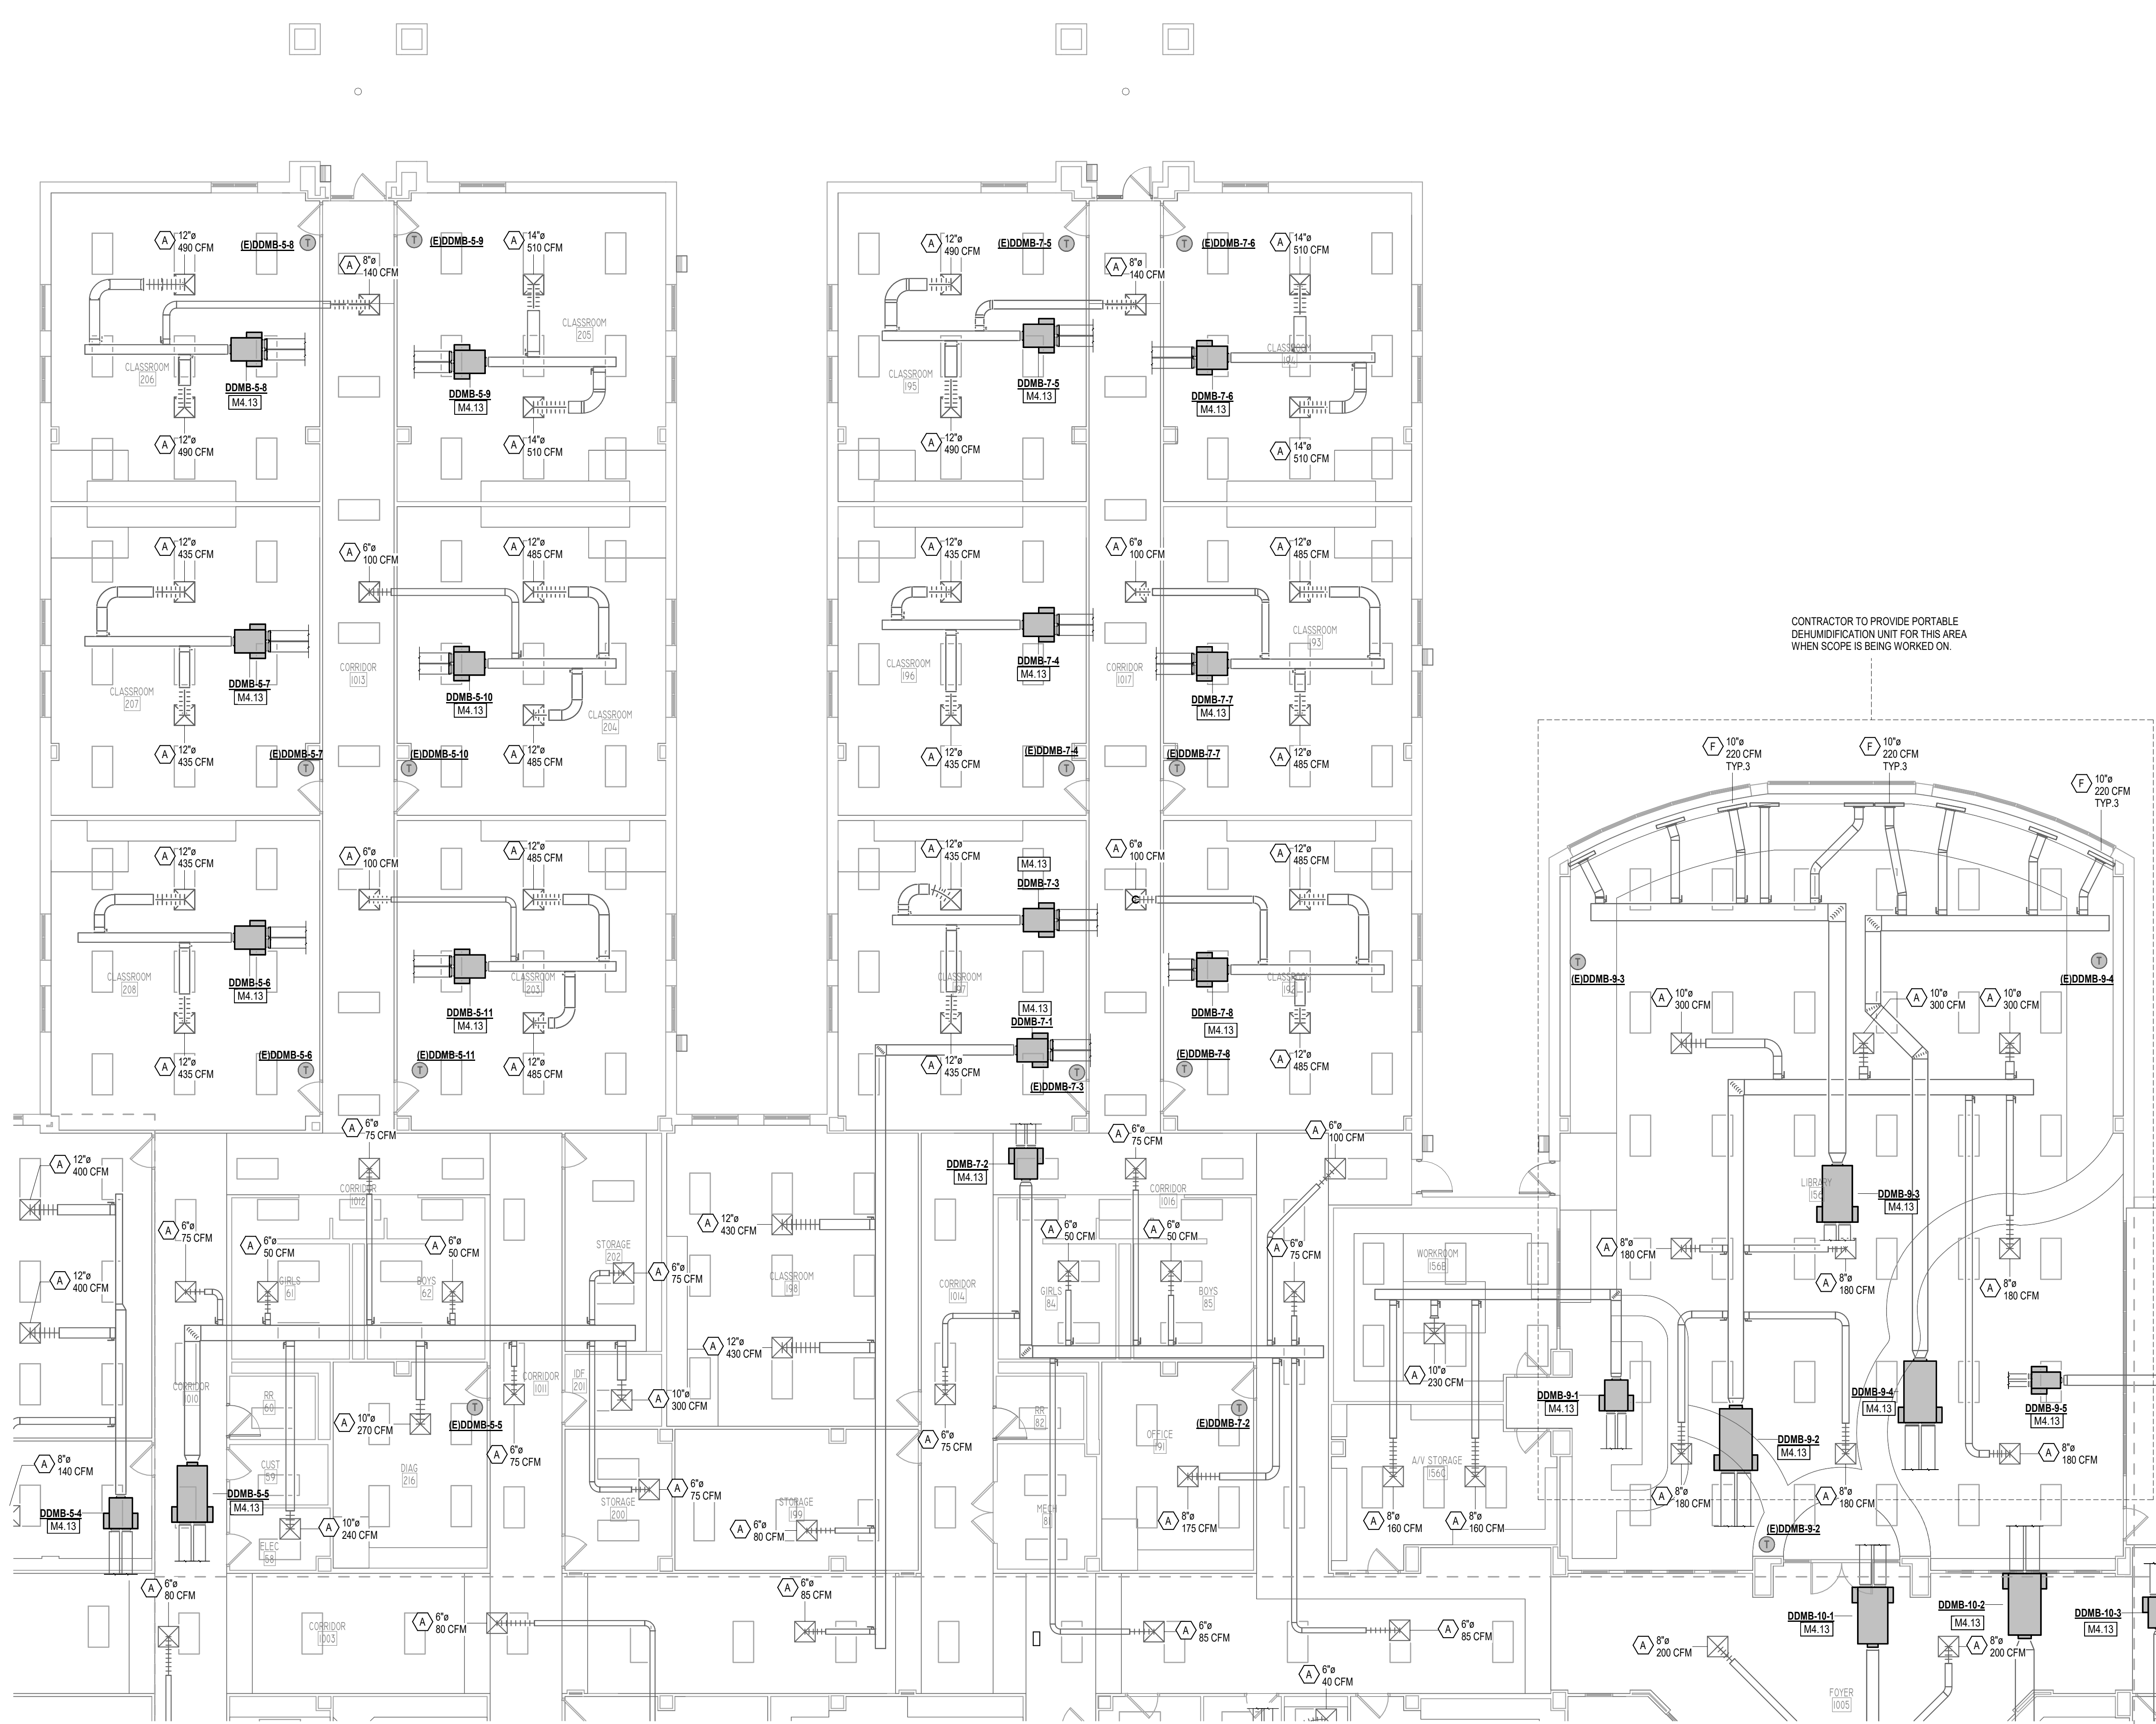 A 12"ø
490 CFM
(E)DDMB-5-8
T
A 8"ø
140 CFM
CLASSROOM
206
DDMB-5-8
M4.13
A 12"ø
490 CFM
T
(E)DDMB-5-9
A 14"ø
510 CFM
CLASSROOM
205
DDMB-5-9
M4.13
A 14"ø
510 CFM
A 12"ø
490 CFM
(E)DDMB-7-5
T
A 8"ø
140 CFM
CLASSROOM
195
DDMB-7-5
M4.13
A 12"ø
490 CFM
T
(E)DDMB-7-6
A 14"ø
510 CFM
CLASSROOM
194
DDMB-7-6
M4.13
A 14"ø
510 CFM
A 12"ø
435 CFM
A 6"ø
100 CFM
DDMB-5-7
M4.13
CLASSROOM
207
A 12"ø
435 CFM
(E)DDMB-5-7
T
CORRIDOR
1013
A 12"ø
485 CFM
DDMB-5-10
M4.13
CLASSROOM
204
(E)DDMB-5-10
T
A 12"ø
485 CFM
A 12"ø
435 CFM
A 6"ø
100 CFM
CLASSROOM
196
DDMB-7-4
M4.13
A 12"ø
435 CFM
(E)DDMB-7-4
T
CORRIDOR
1017
A 12"ø
485 CFM
CLASSROOM
193
DDMB-7-7
M4.13
(E)DDMB-7-7
T
A 12"ø
485 CFM
A 12"ø
435 CFM
A 6"ø
100 CFM
CLASSROOM
208
DDMB-5-6
M4.13
A 12"ø
435 CFM
(E)DDMB-5-6
T
A 12"ø
485 CFM
CLASSROOM
203
DDMB-5-11
M4.13
(E)DDMB-5-11
T
A 12"ø
485 CFM
A 12"ø
435 CFM
M4.13
DDMB-7-3
A 6"ø
100 CFM
CLASSROOM
197
M4.13
DDMB-7-1
A 12"ø
435 CFM
T
(E)DDMB-7-3
A 12"ø
485 CFM
CLASSROOM
192
DDMB-7-8
M4.13
(E)DDMB-7-8
T
A 12"ø
485 CFM
CONTRACTOR TO PROVIDE PORTABLE
DEHUMIDIFICATION UNIT FOR THIS AREA
WHEN SCOPE IS BEING WORKED ON.
F 10"ø
220 CFM
TYP.3
F 10"ø
220 CFM
TYP.3
F 10"ø
220 CFM
TYP.3
T
(E)DDMB-9-3
T
(E)DDMB-9-4
A 10"ø
300 CFM
A 10"ø
300 CFM
A 10"ø
300 CFM
LIBRARY
156
DDMB-9-3
M4.13
A 8"ø
180 CFM
A 8"ø
180 CFM
A 8"ø
180 CFM
DDMB-9-1
M4.13
DDMB-9-4
M4.13
DDMB-9-2
M4.13
DDMB-9-5
M4.13
A 8"ø
180 CFM
A 8"ø
180 CFM
A 8"ø
180 CFM
(E)DDMB-9-2
T
A 12"ø
400 CFM
A 12"ø
400 CFM
A 8"ø
140 CFM
DDMB-5-4
M4.13
A 6"ø
75 CFM
A 6"ø
75 CFM
CORRIDOR
1012
A 6"ø
50 CFM
A 6"ø
50 CFM
GIRLS
61
BOYS
62
CORRIDOR
1010
RR
60
CUST
59
ELEC
58
DDMB-5-5
M4.13
A 10"ø
240 CFM
A 10"ø
270 CFM
DIAG
216
T
(E)DDMB-5-5
A 6"ø
75 CFM
CORRIDOR
1011
STORAGE
202
A 6"ø
75 CFM
IDF
201
A 10"ø
300 CFM
A 6"ø
75 CFM
STORAGE
200
A 12"ø
430 CFM
CLASSROOM
198
A 12"ø
430 CFM
STORAGE
199
A 6"ø
80 CFM
DDMB-7-2
M4.13
A 6"ø
75 CFM
A 6"ø
100 CFM
CORRIDOR
1016
A 6"ø
50 CFM
A 6"ø
50 CFM
A 6"ø
75 CFM
CORRIDOR
1014
GIRLS
84
BOYS
85
A 6"ø
75 CFM
RR
82
OFFICE
191
T
(E)DDMB-7-2
MECH
81
A 8"ø
175 CFM
WORKROOM
156B
A 10"ø
230 CFM
A/V STORAGE
156C
A 8"ø
160 CFM
A 8"ø
160 CFM
A 6"ø
80 CFM
CORRIDOR
1003
A 6"ø
80 CFM
A 6"ø
85 CFM
A 6"ø
85 CFM
A 6"ø
85 CFM
A 6"ø
40 CFM
A 8"ø
200 CFM
DDMB-10-1
M4.13
DDMB-10-2
M4.13
A 8"ø
200 CFM
DDMB-10-3
M4.13
FOYER
1005